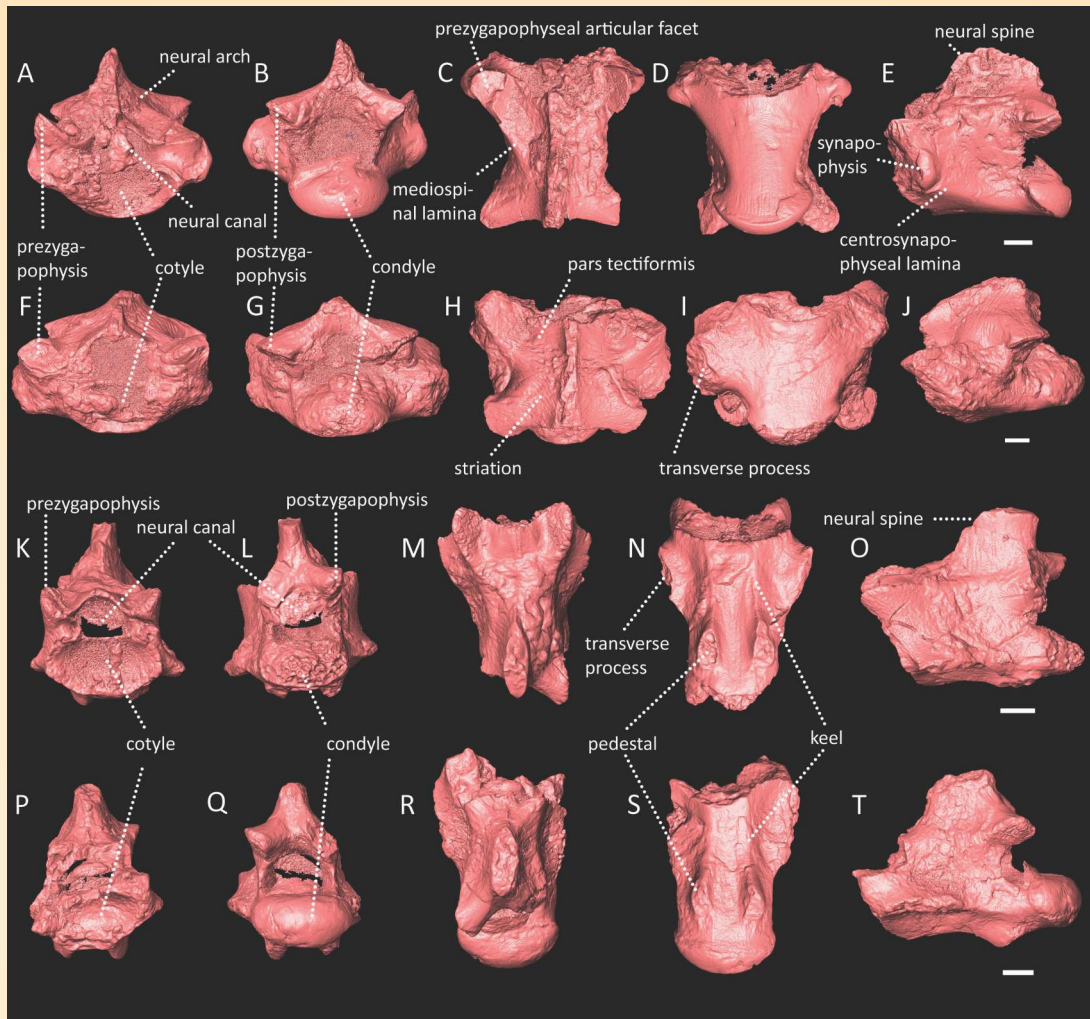 prezygapophyseal articular facet
neural spine
neural arch
A
B
C
D
E
synapo-
physis
mediospi-
nal lamina
neural canal
prezyga-
pophysis
cotyle
postzyga-
pophysis
condyle
centrosynapo-
physeal lamina
pars tectiformis
F
G
H
I
J
striation
transverse process
prezygapophysis
postzygapophysis
neural canal
neural spine
K
L
M
N
O
transverse
process
cotyle
condyle
pedestal
keel
P
Q
R
S
T